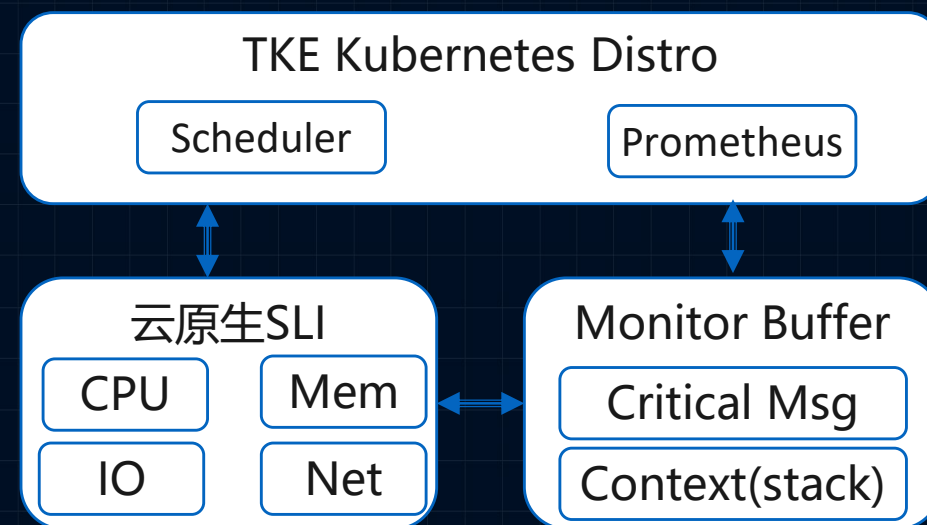 TKE Kubernetes Distro
Scheduler
Prometheus
云原生SLI
CPU
Mem
IO
Net
Monitor Buffer
Critical Msg
Context(stack)